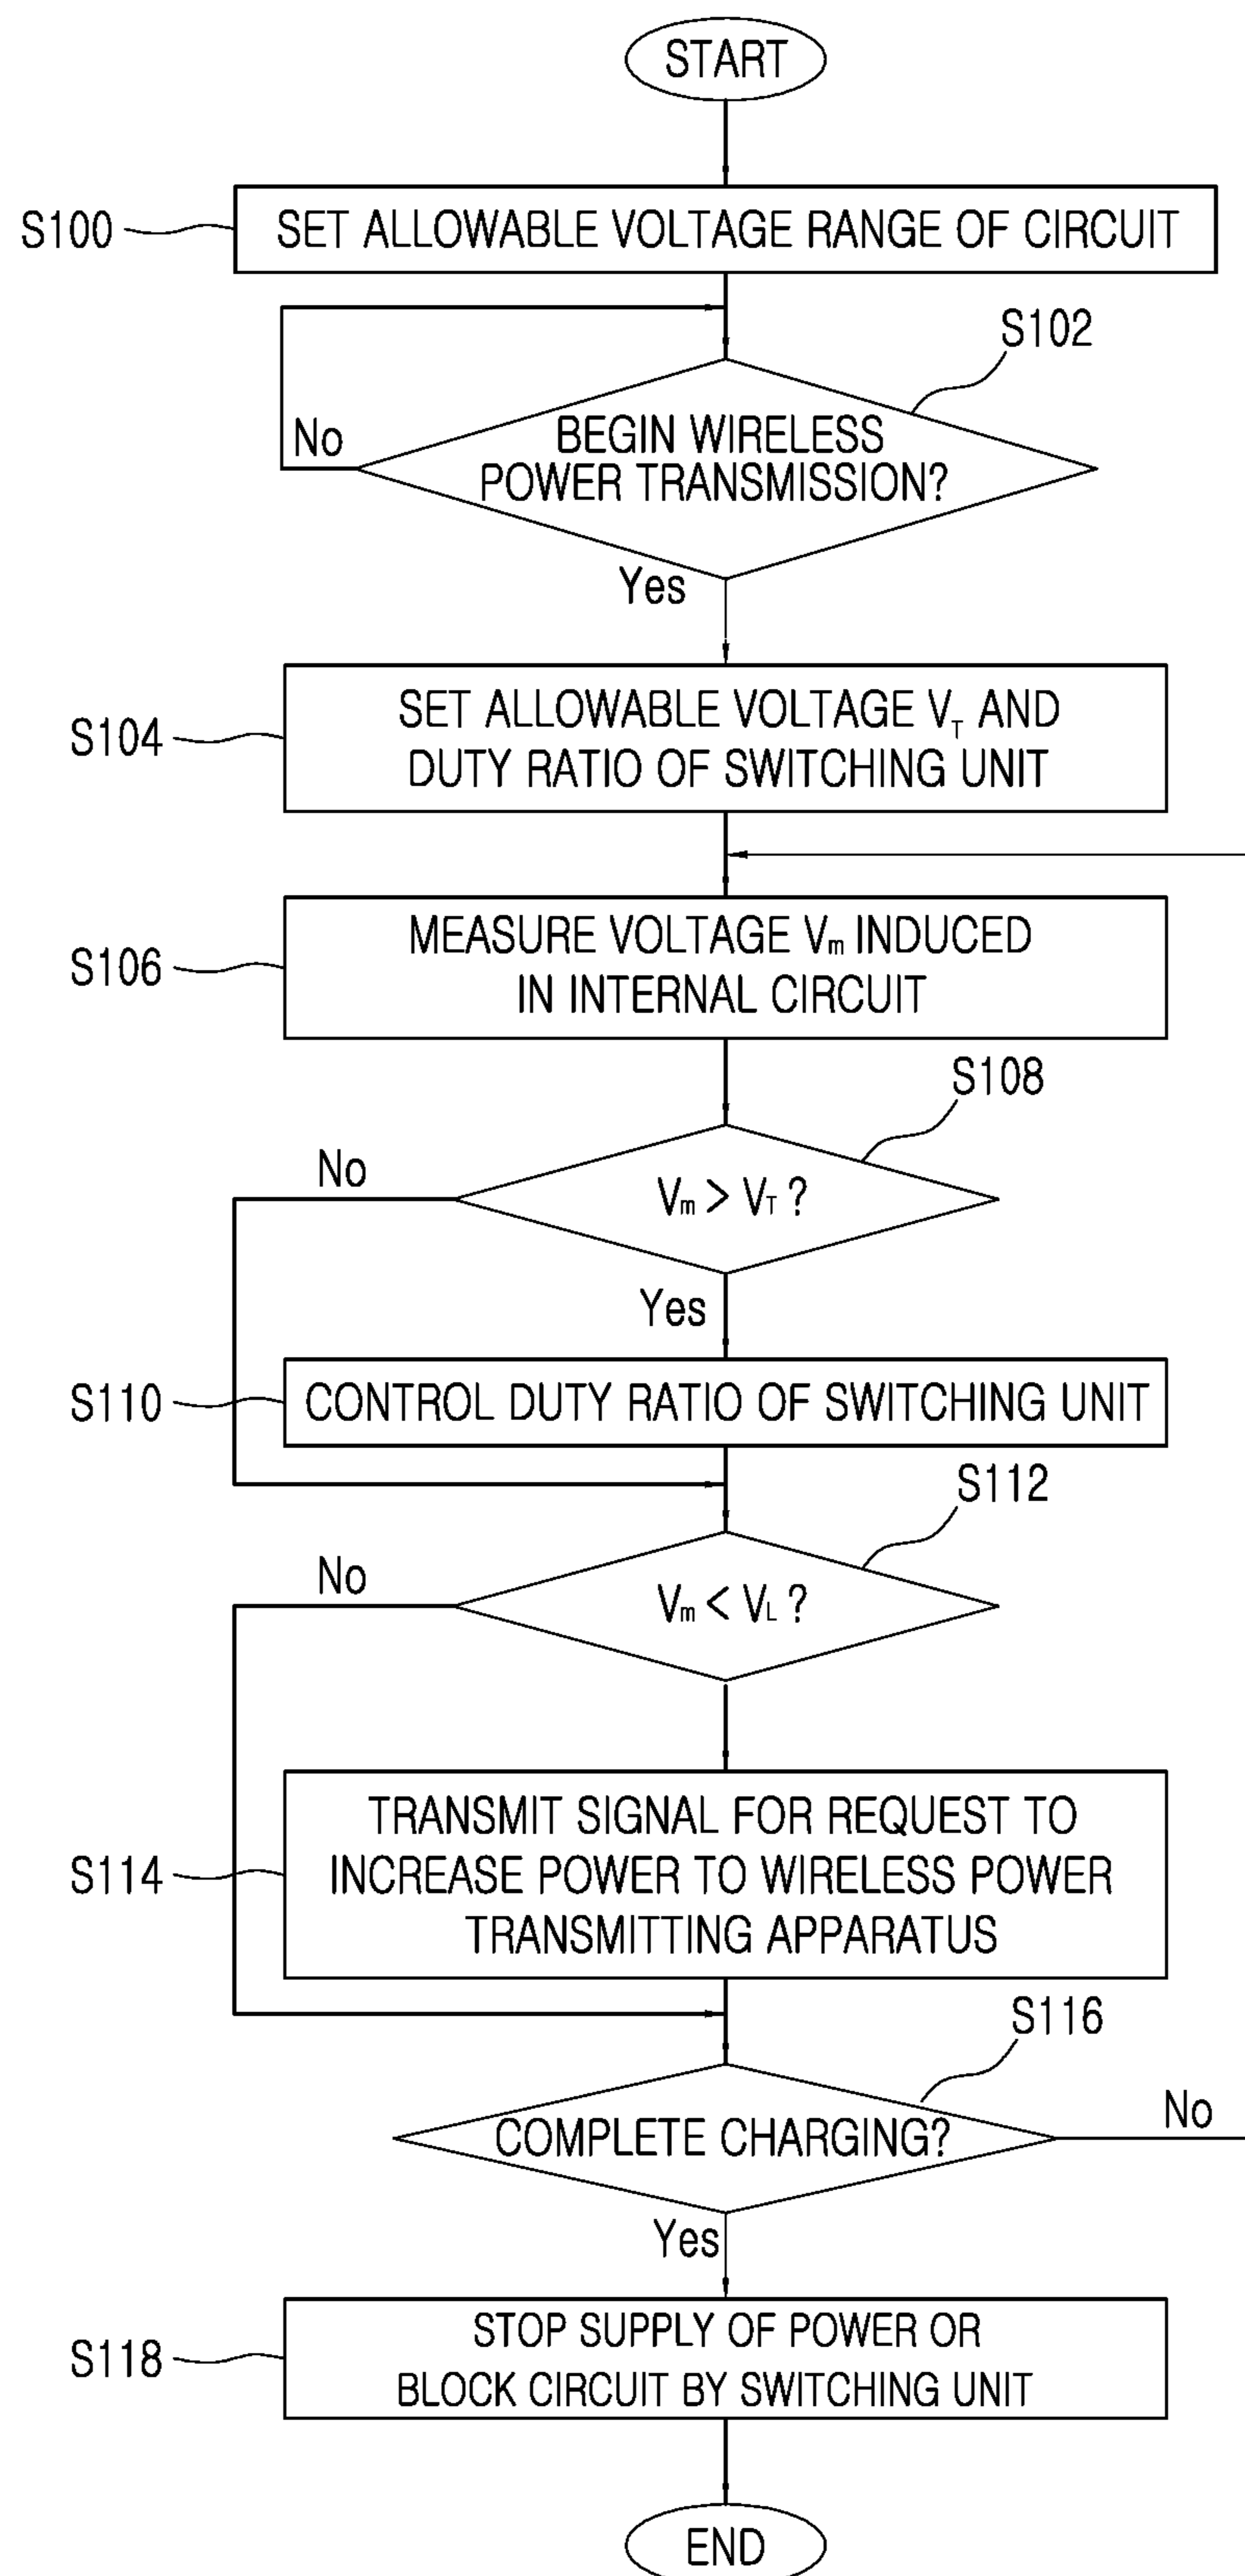 START
S100
SET ALLOWABLE VOLTAGE RANGE OF CIRCUIT
S102
No
BEGIN WIRELESS
POWER TRANSMISSION?
Yes
S104
SET ALLOWABLE VOLTAGE VT AND
DUTY RATIO OF SWITCHING UNIT
S106
MEASURE VOLTAGE Vm INDUCED
IN INTERNAL CIRCUIT
S108
No
Vm > VT ?
Yes
S110
CONTROL DUTY RATIO OF SWITCHING UNIT
S112
No
Vm < VL ?
S114
TRANSMIT SIGNAL FOR REQUEST TO
INCREASE POWER TO WIRELESS POWER
TRANSMITTING APPARATUS
S116
COMPLETE CHARGING?
No
Yes
S118
STOP SUPPLY OF POWER OR
BLOCK CIRCUIT BY SWITCHING UNIT
END